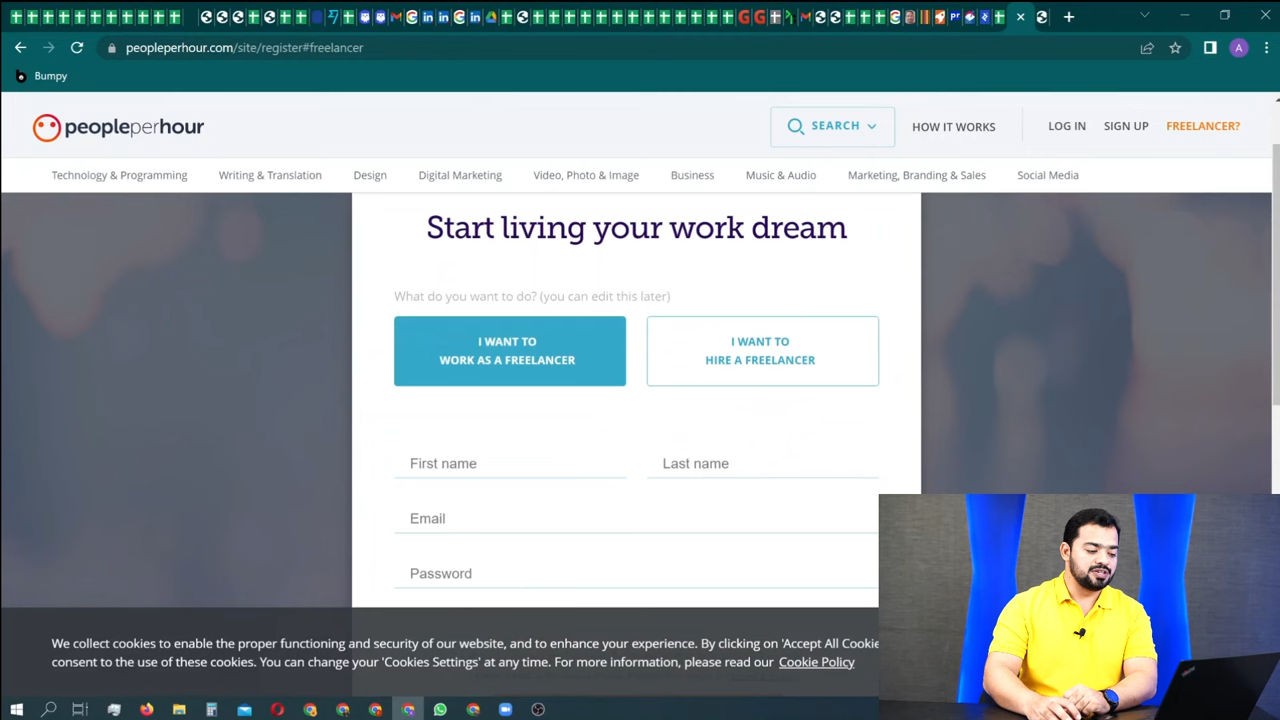 peopleperhour.com/site/register#freelancer
A
Bumpy
peopleperhour
SEARCH
HOW IT WORKS
LOG IN
SIGN UP
FREELANCER?
Technology & Programming
Writing & Translation
Design
Digital Marketing
Video, Photo & Image
Business
Music & Audio
Marketing, Branding & Sales
Social Media
Start living your work dream
What do you want to do? (you can edit this later)
I WANT TO
WORK AS A FREELANCER
I WANT TO
HIRE A FREELANCER
First name
Last name
Email
Password
We collect cookies to enable the proper functioning and security of our website, and to enhance your experience. By clicking on 'Accept All Cookie
consent to the use of these cookies. You can change your 'Cookies Settings' at any time. For more information, please read our Cookie Policy